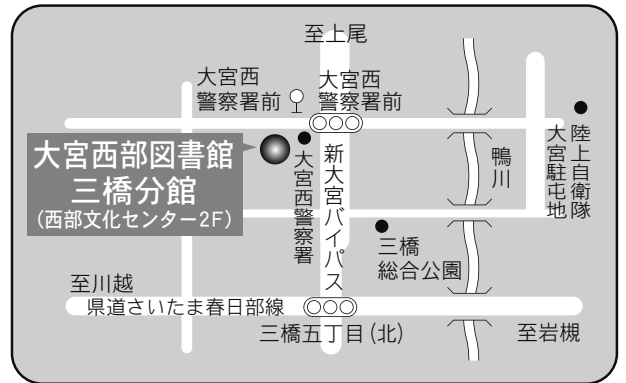 至上尾
大宮西
警察署前
大宮西
警察署前
大宮西部図書館
三橋分館
(西部文化センター2F)
大宮西警察署
新大宮バイパス
鴨川
陸上自衛隊
大宮駐屯地
三橋
総合公園
至川越
県道さいたま春日部線
三橋五丁目(北)
至岩槻